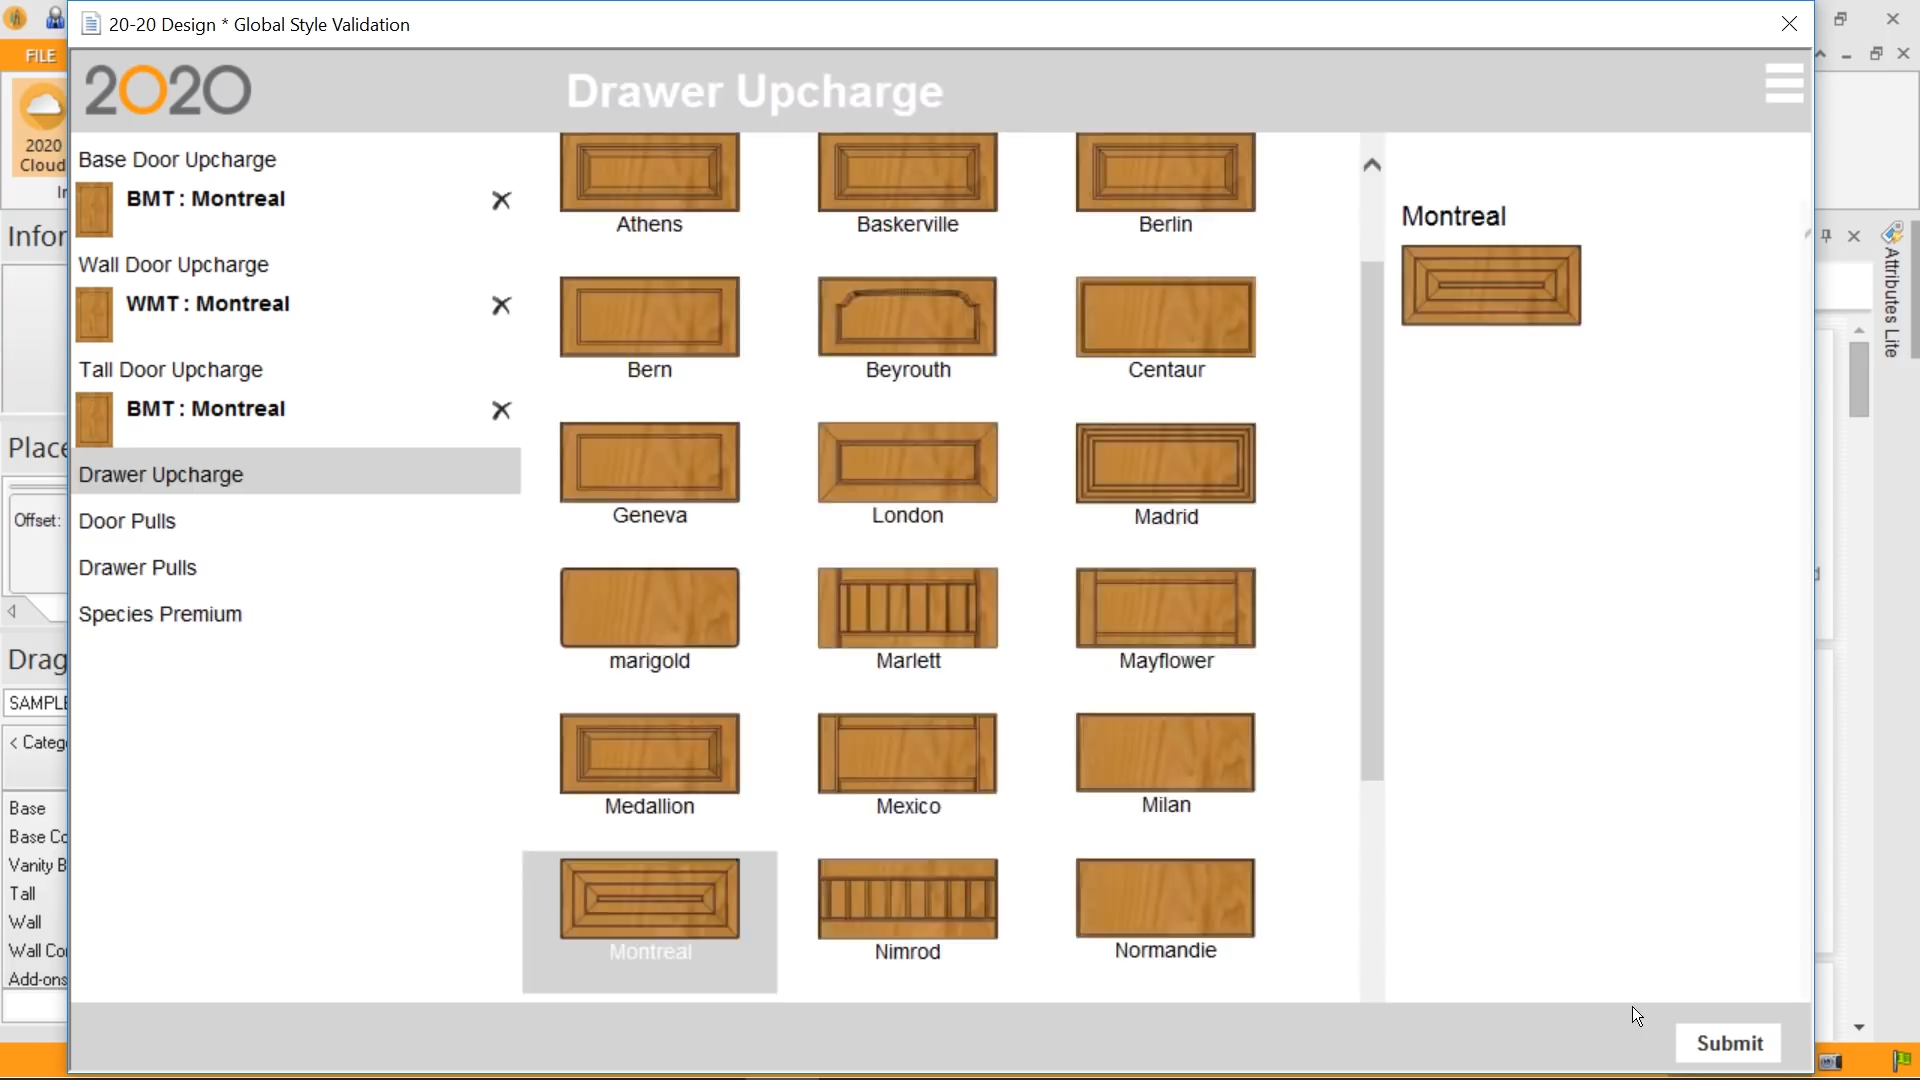 20-20 Design * Global Style Validation
FILE
2020
Cloud
2020
Drawer Upcharge
Base Door Upcharge
BMT : Montreal
Wall Door Upcharge
WMT : Montreal
Tall Door Upcharge
BMT : Montreal
Drawer Upcharge
Door Pulls
Drawer Pulls
Species Premium
Athens
Baskerville
Berlin
Bern
Beyrouth
Centaur
Geneva
London
Madrid
marigold
Marlett
Mayflower
Medallion
Mexico
Milan
Montreal
Nimrod
Normandie
Montreal
Submit
Infor
Place
Offset:
Drag
SAMPLE
< Catego
Base
Base Co
Vanity B
Tall
Wall
Wall Co
Add-ons
Attributes Lite